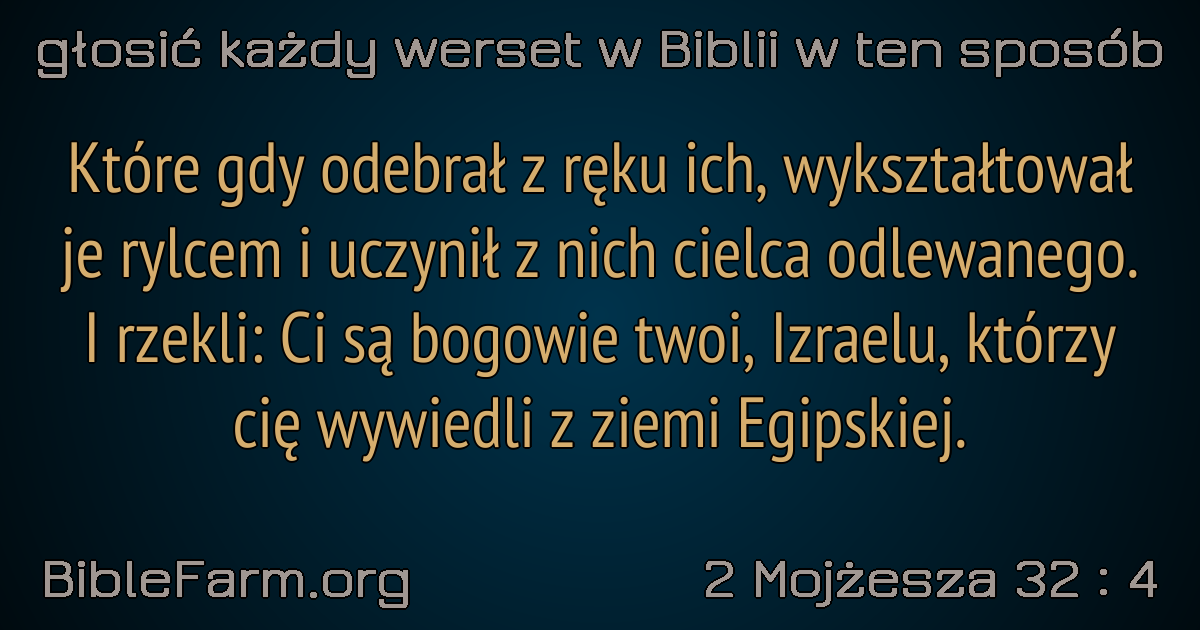 głosić każdy werset w Biblii w ten sposób
Które gdy odebrał z ręku ich, wykształtował
je rylcem i uczynił z nich cielca odlewanego.
I rzekli: Ci są bogowie twoi, Izraelu, którzy
cię wywiedli z ziemi Egipskiej.
BibleFarm.org
2 Mojżesza 32 : 4